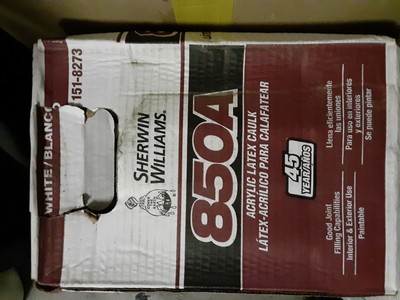 WHITE/BLANCO
151-8273
SHERWIN
WILLIAMS.
850A
ACRYLIC LATEX CAULK
LÁTEX-ACRÍLICO PARA CALAFATEAR
45
YEAR/AÑOS
Good Joint
Filling Capabilities
Interior & Exterior Use
Paintable
Llena eficientemente
las uniones
Para uso en interiores
y exteriores
Se puede pintar